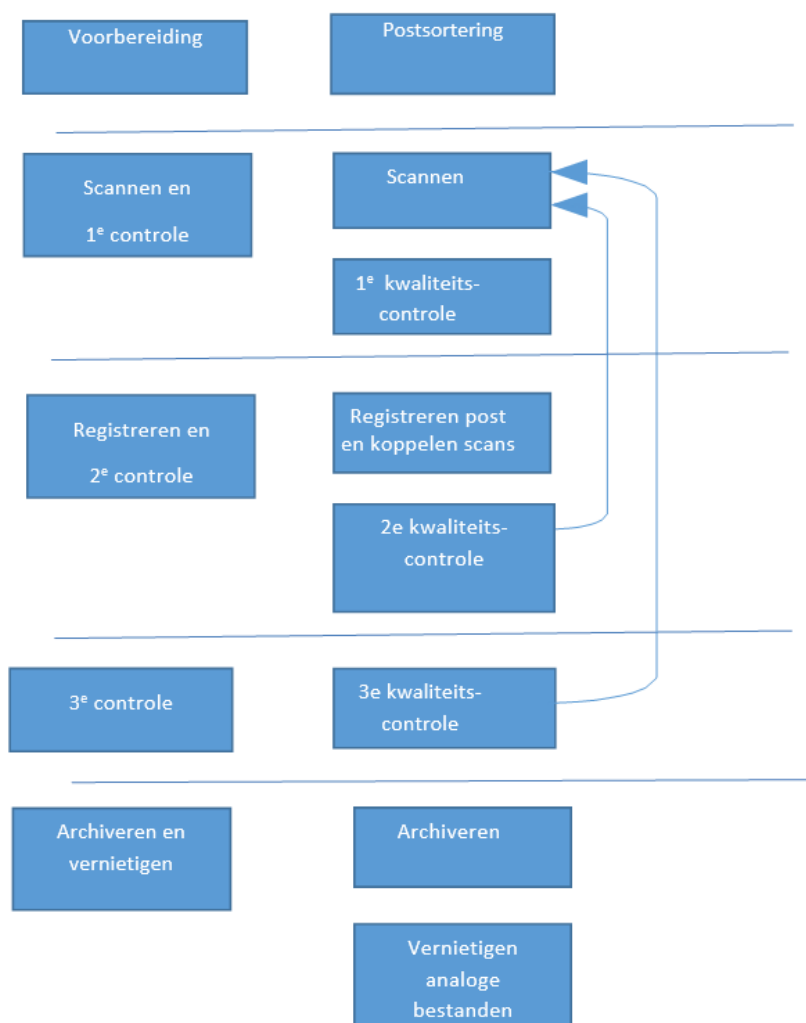 Voorbereiding
Postsortering
Scannen en
1e controle
Scannen
1e kwaliteits-
controle
Registreren en
2e controle
Registreren post
en koppelen scans
2e kwaliteits-
controle
3e controle
3e kwaliteits-
controle
Archiveren en
vernietigen
Archiveren
Vernietigen
analoge
bestanden